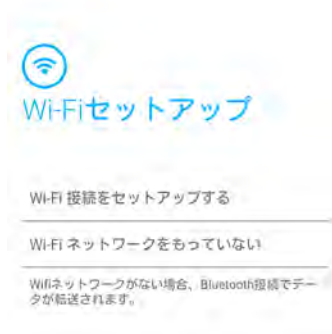 Wi-Fiセットアップ
Wi-Fi 接続をセットアップする
Wi-Fi ネットワークをもっていない
Wifiネットワークがない場合、Bluetooth接続でデー
タが転送されます。